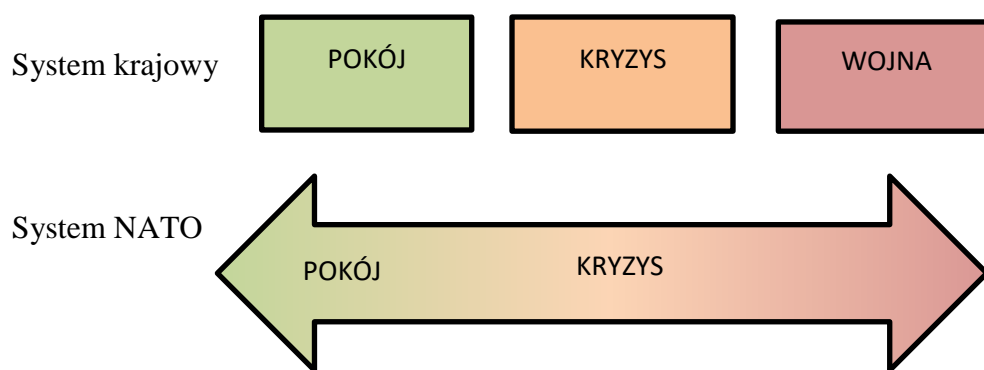 System krajowy
POKÓJ
KRYZYS
WOJNA
System NATO
POKÓJ
KRYZYS